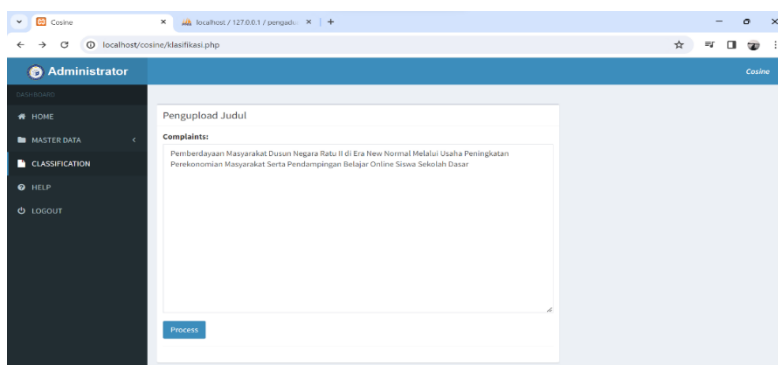 Cosine
localhost / 127.0.0.1 / pengadu
localhost/cosine/klasifikasi.php
Administrator
Cosine
DASHBOARD
HOME
MASTER DATA
CLASSIFICATION
HELP
LOGOUT
Pengupload Judul
Complaints:
Pemberdayaan Masyarakat Dusun Negara Ratu II di Era New Normal Melalui Usaha Peningkatan
Perekonomian Masyarakat Serta Pendampingan Belajar Online Siswa Sekolah Dasar
Process